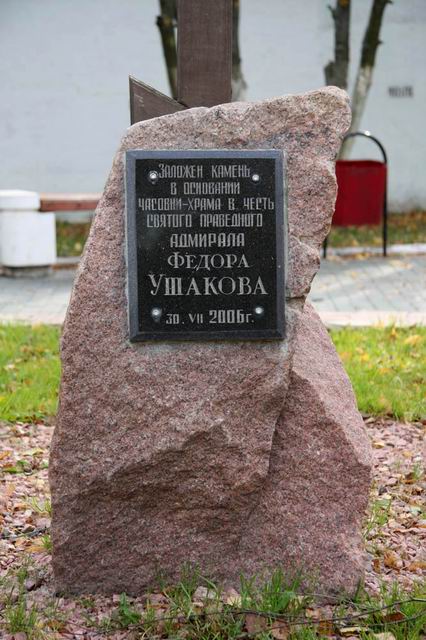 Заложен камень
в основании
часовни-храма в честь
святого праведного
адмирала
Федора
Ушакова
30. VII 2006г.